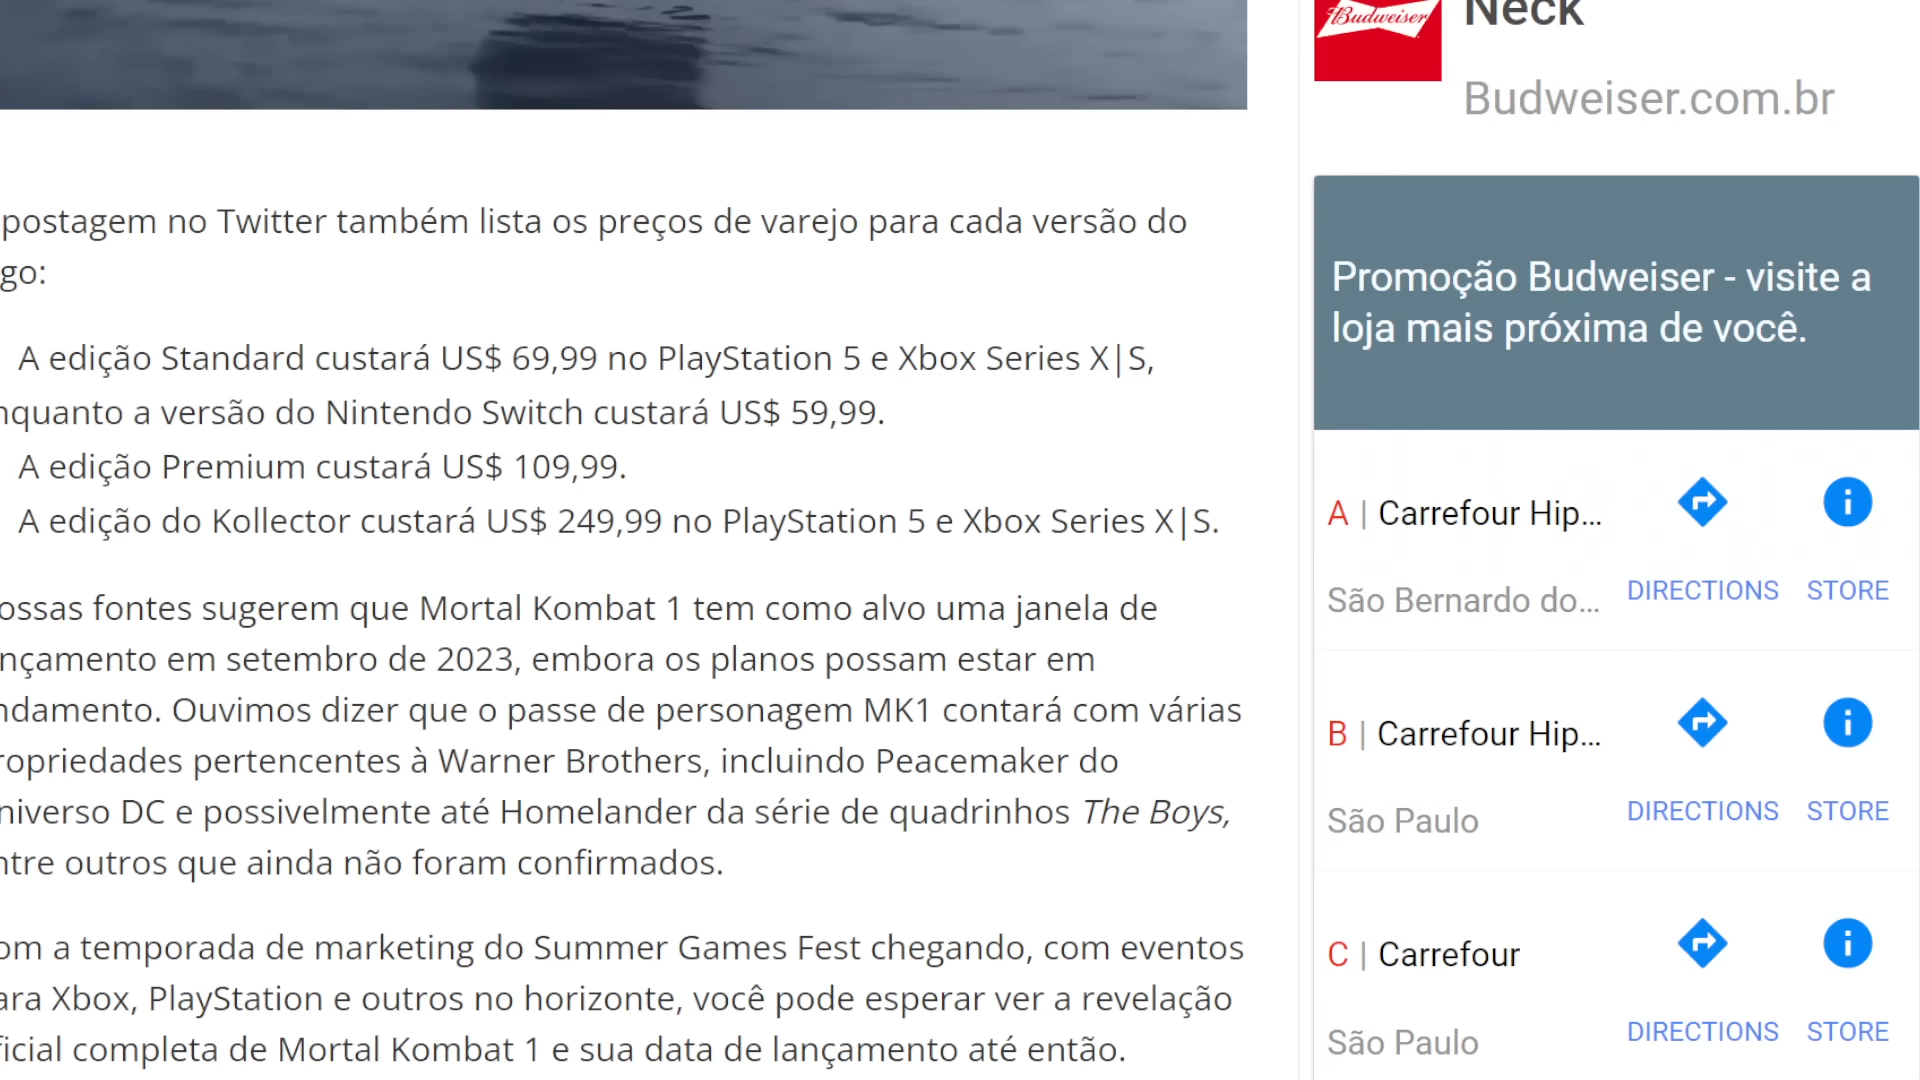 postagem no Twitter também lista os preços de varejo para cada versão do
go:
A edição Standard custará US$ 69,99 no PlayStation 5 e Xbox Series X|S,
nquanto a versão do Nintendo Switch custará US$ 59,99.
A edição Premium custará US$ 109,99.
A edição do Kollector custará US$ 249,99 no PlayStation 5 e Xbox Series X|S.
ossas fontes sugerem que Mortal Kombat 1 tem como alvo uma janela de
nçamento em setembro de 2023, embora os planos possam estar em
ndamento. Ouvimos dizer que o passe de personagem MK1 contará com várias
ropriedades pertencentes à Warner Brothers, incluindo Peacemaker do
niverso DC e possivelmente até Homelander da série de quadrinhos The Boys,
ntre outros que ainda não foram confirmados.
om a temporada de marketing do Summer Games Fest chegando, com eventos
ara Xbox, PlayStation e outros no horizonte, você pode esperar ver a revelação
ficial completa de Mortal Kombat 1 e sua data de lançamento até então.
Budweiser
Neck
Budweiser.com.br
Promoção Budweiser - visite a
loja mais próxima de você.
A | Carrefour Hip...
São Bernardo do...
DIRECTIONS STORE
B | Carrefour Hip...
São Paulo
DIRECTIONS STORE
C | Carrefour
São Paulo
DIRECTIONS STORE